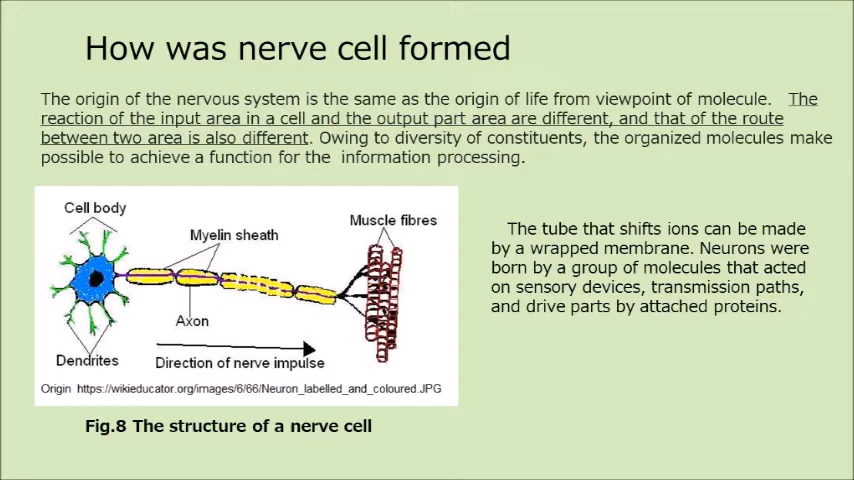 How was nerve cell formed
The origin of the nervous system is the same as the origin of life from viewpoint of molecule. The
reaction of the input area in a cell and the output part area are different, and that of the route
between two area is also different. Owing to diversity of constituents, the organized molecules make
possible to achieve a function for the information processing.
Cell body
Myelin sheath
Muscle fibres
Axon
Dendrites
Direction of nerve impulse
Origin https://wikieducator.org/images/6/66/Neuron_labelled_and_coloured.JPG
Fig.8 The structure of a nerve cell
The tube that shifts ions can be made
by a wrapped membrane. Neurons were
born by a group of molecules that acted
on sensory devices, transmission paths,
and drive parts by attached proteins.